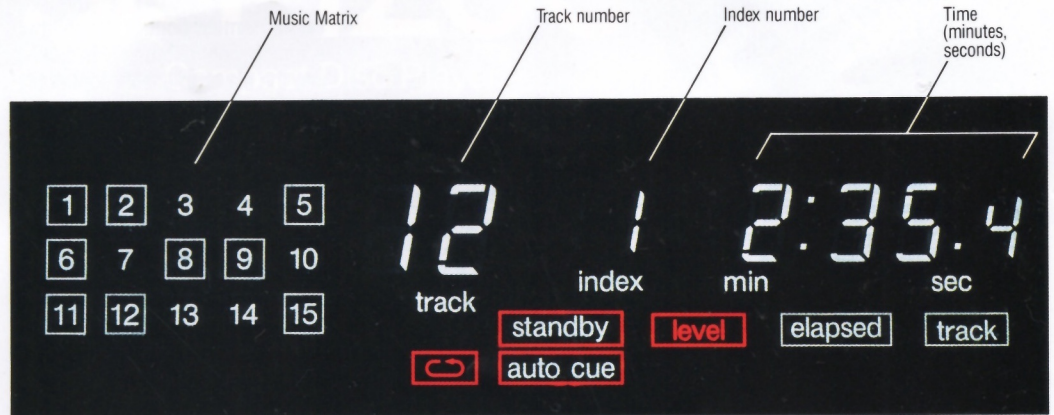 Music Matrix
Track number
Index number
Time
(minutes,
seconds)
1 2 3 4 5
6 7 8 9 10
11 12 13 14 15
12 1 2:35.4
track index min sec
standby level elapsed track
auto cue